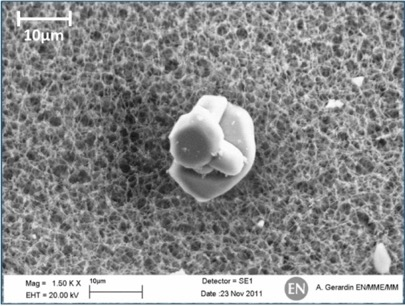 10µm
Mag = 1.50 K X
EHT = 20.00 kV
10µm
Detector = SE1
Date :23 Nov 2011
EN
A. Gerardin EN/MME/MM